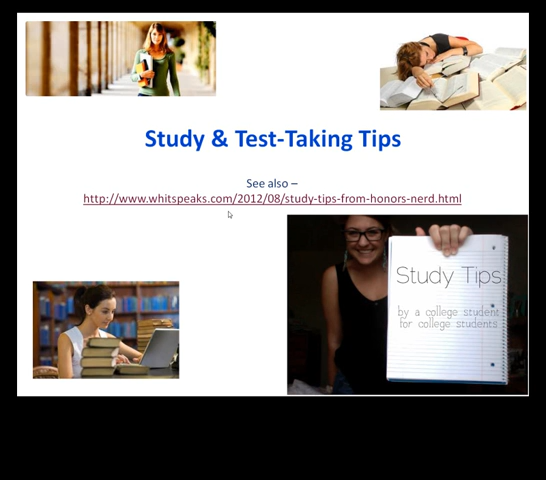 Study & Test-Taking Tips
See also –
http://www.whitspeaks.com/2012/08/study-tips-from-honors-nerd.html
Study Tips
by a college student
for college students